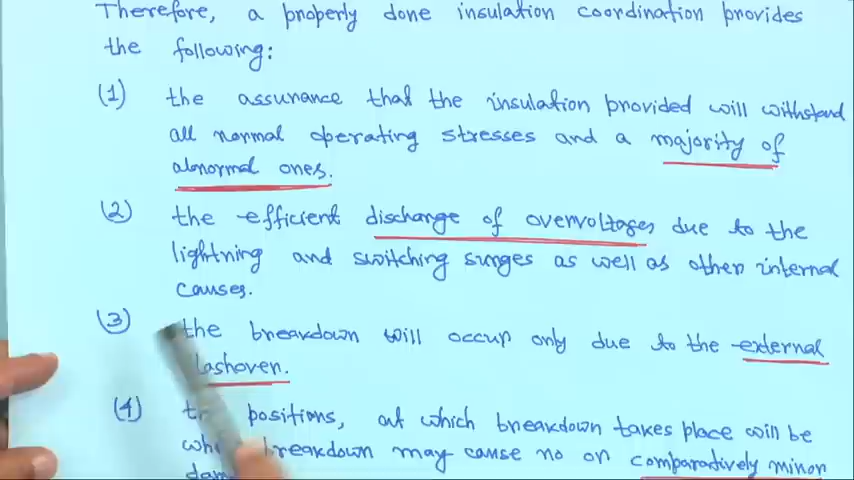 Therefore, a properly done insulation coordination provides
the following:
(1) the assurance that the insulation provided will withstand
all normal operating stresses and a majority of
abnormal ones.
(2) the efficient discharge of overvoltages due to the
lightning and switching surges as well as other internal
causes.
(3) the breakdown will occur only due to the external
lashover.
(4) positions, at which breakdown takes place will be
breakdown may cause no or comparatively minor